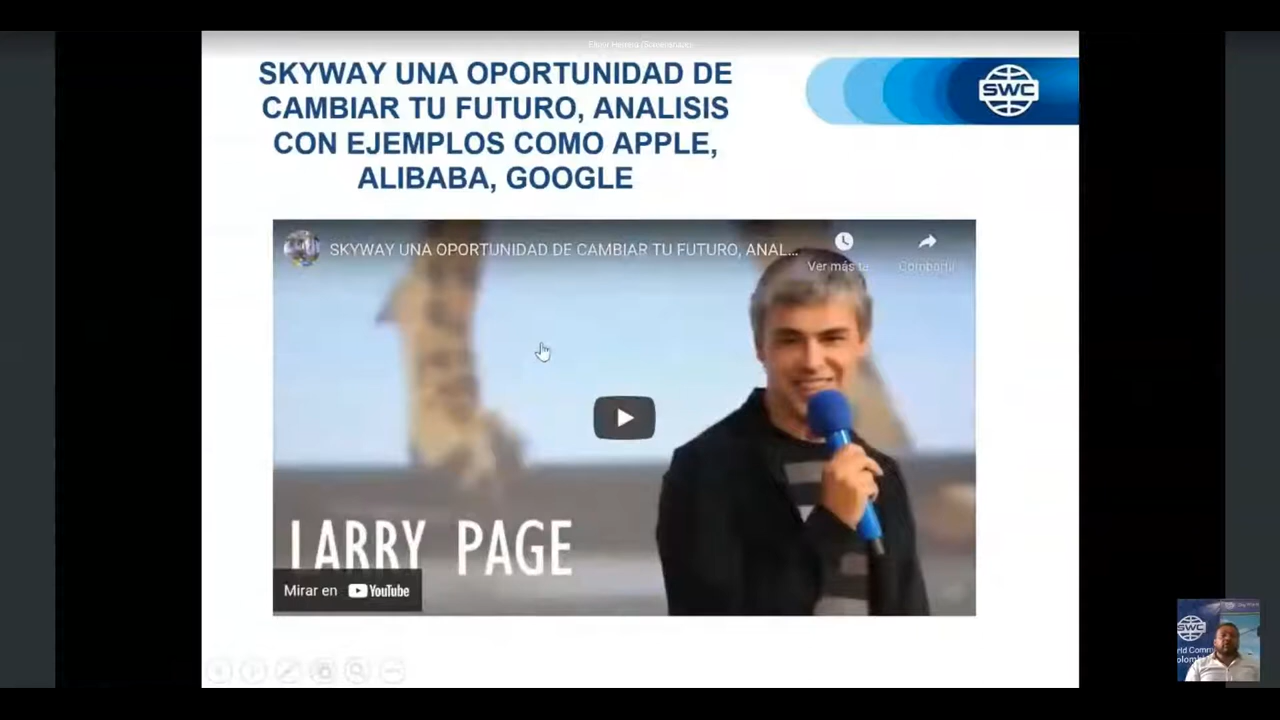 SKYWAY UNA OPORTUNIDAD DE
CAMBIAR TU FUTURO, ANALISIS
CON EJEMPLOS COMO APPLE,
ALIBABA, GOOGLE
SWC
SKYWAY UNA OPORTUNIDAD DE CAMBIAR TU FUTURO, ANAL...
Ver más ta
Compartir
LARRY PAGE
Mirar en YouTube
SWC